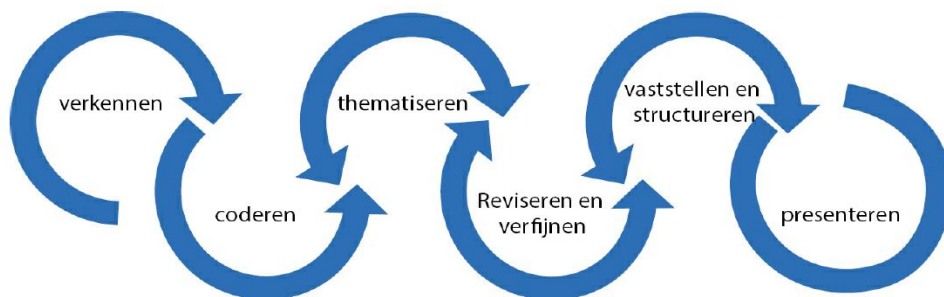 verkennen
coderen
thematiseren
Reviseren en
verfijnen
vaststellen en
structureren
presenteren